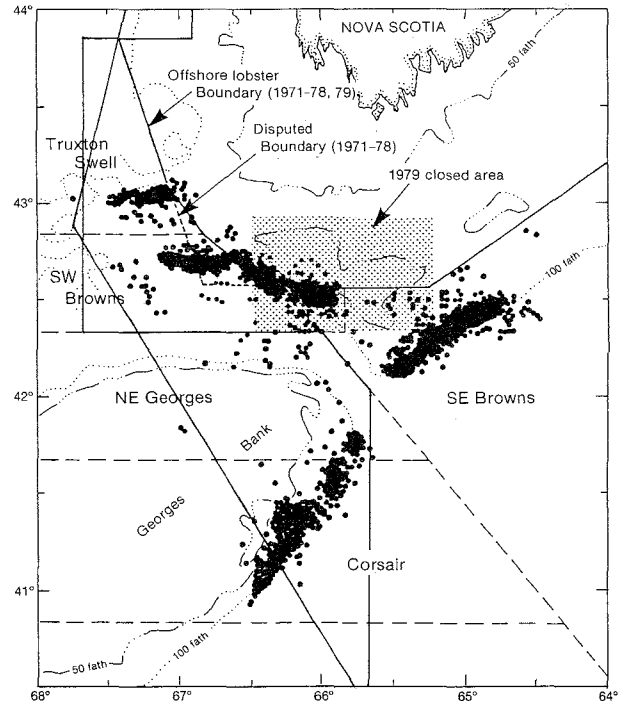 44°
NOVA SCOTIA
50 fath
Offshore lobster
Boundary (1971-78, 79)
Disputed
Boundary (1971-78)
Truxton
Swell
1979 closed area
43°
SW
Browns
100 fath
42°
NE Georges
SE Browns
Bank
Georges
Corsair
41°
50 fath
100 fath
68°
67°
66°
65°
64°